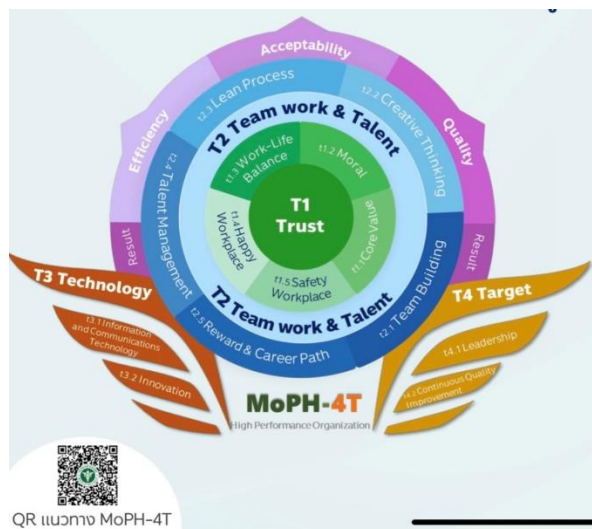 Acceptability
Efficiency
Quality
Result
Result
t2.3 Lean Process
t2.2 Creative Thinking
t2.4 Talent Management
t2.1 Team Building
t2.5 Reward & Career Path
T2 Team work & Talent
T2 Team work & Talent
t1.3 Work-Life
Balance
t1.2 Moral
t1.4 Happy
Workplace
t1.1 Core Value
t1.5 Safety
Workplace
T1
Trust
T3 Technology
t3.1 Information
and Communications
Technology
t3.2 Innovation
T4 Target
t4.1 Leadership
t4.2 Continuous Quality
Improvement
MoPH-4T
High Performance Organization
QR แนวทาง MoPH-4T